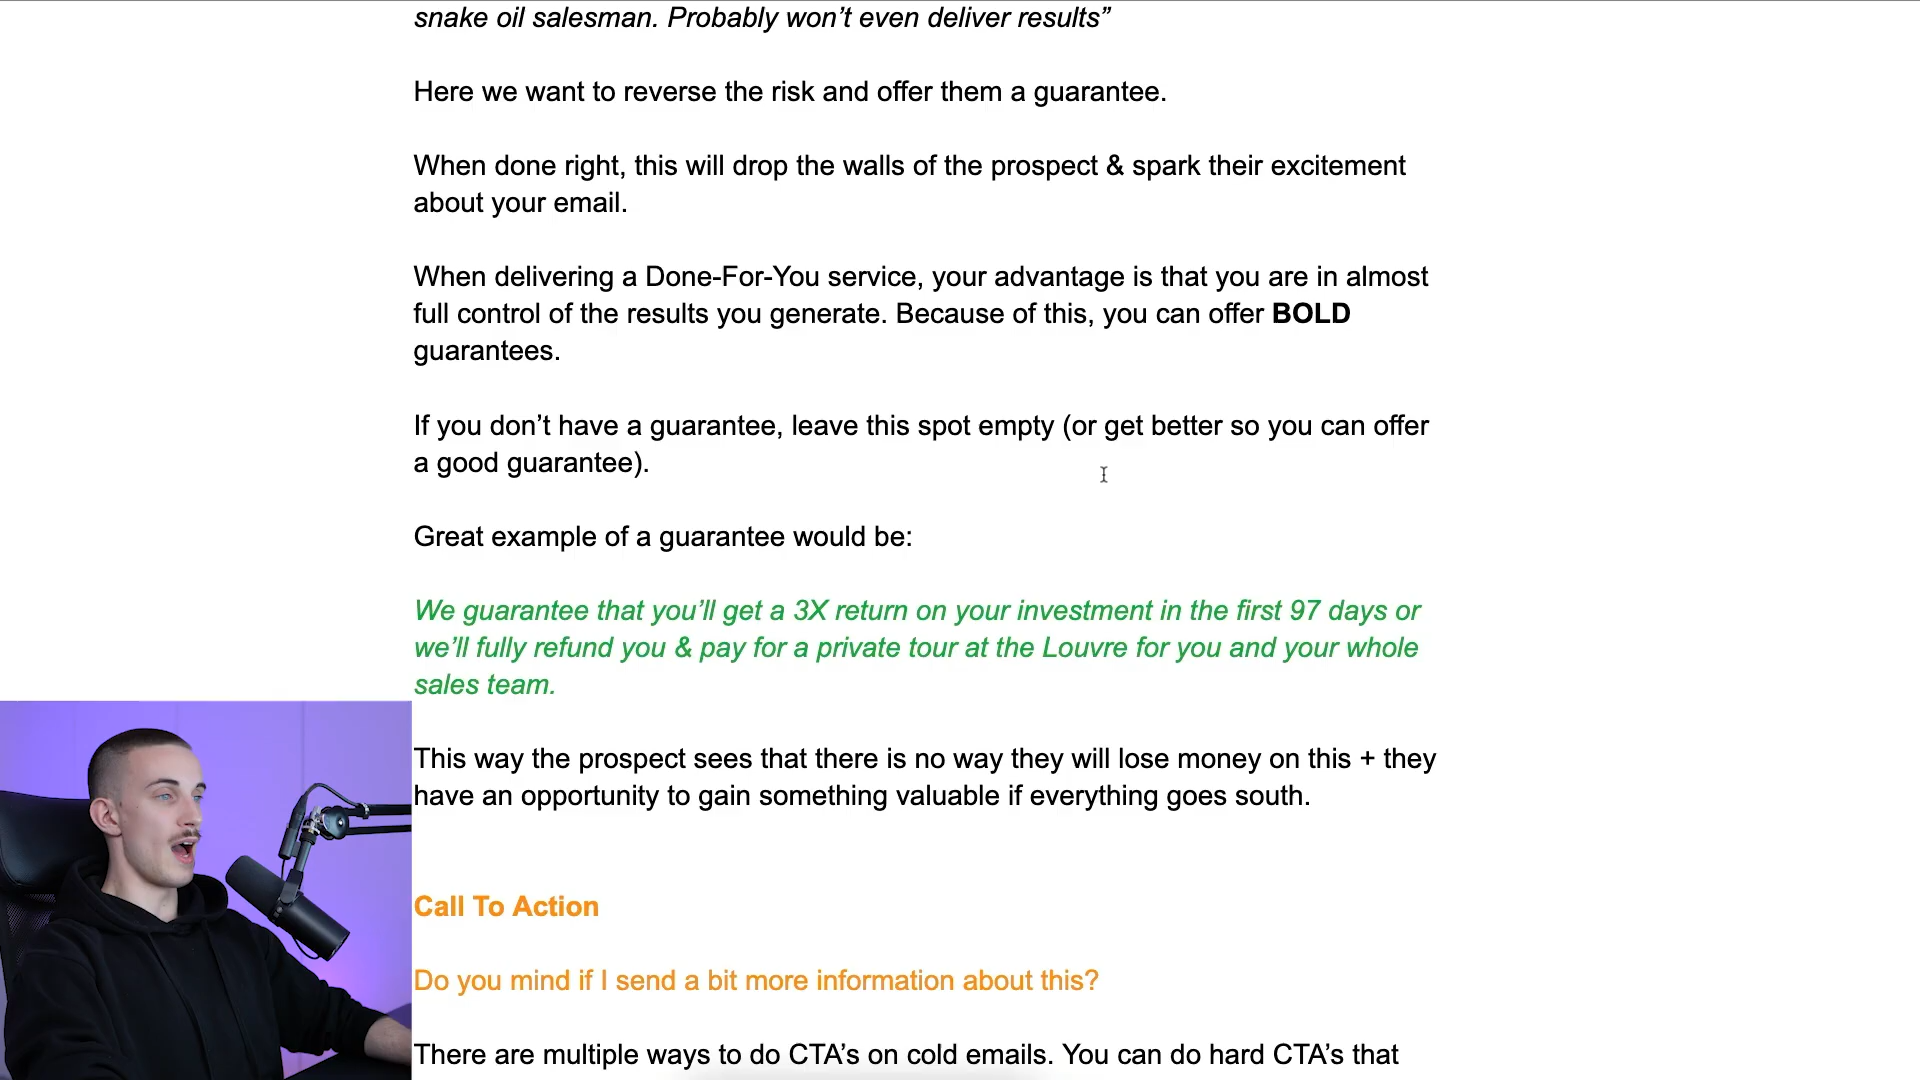 snake oil salesman. Probably won’t even deliver results”
Here we want to reverse the risk and offer them a guarantee.
When done right, this will drop the walls of the prospect & spark their excitement
about your email.
When delivering a Done-For-You service, your advantage is that you are in almost
full control of the results you generate. Because of this, you can offer BOLD
guarantees.
If you don’t have a guarantee, leave this spot empty (or get better so you can offer
a good guarantee).
Great example of a guarantee would be:
We guarantee that you’ll get a 3X return on your investment in the first 97 days or
we’ll fully refund you & pay for a private tour at the Louvre for you and your whole
sales team.
This way the prospect sees that there is no way they will lose money on this + they
have an opportunity to gain something valuable if everything goes south.
Call To Action
Do you mind if I send a bit more information about this?
There are multiple ways to do CTA’s on cold emails. You can do hard CTA’s that